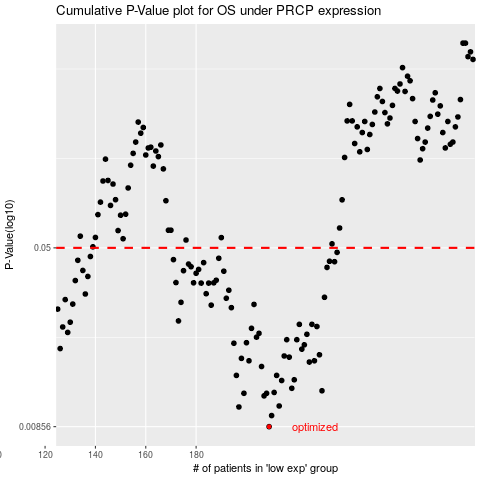 Cumulative P-Value plot for OS under PRCP expression
P-Value(log10)
0.05
0.00856
optimized
0
120
140
160
180
# of patients in 'low exp' group